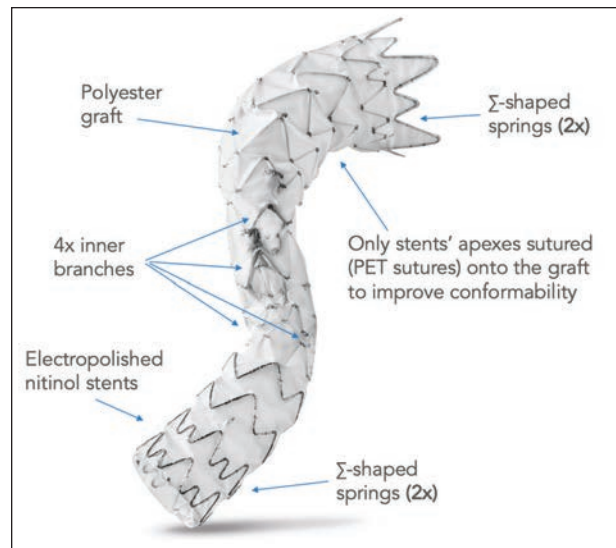 Polyester
graft
∑-shaped
springs (2x)
4x inner
branches
Only stents’ apexes sutured
(PET sutures) onto the graft
to improve conformability
Electropolished
nitinol stents
∑-shaped
springs (2x)